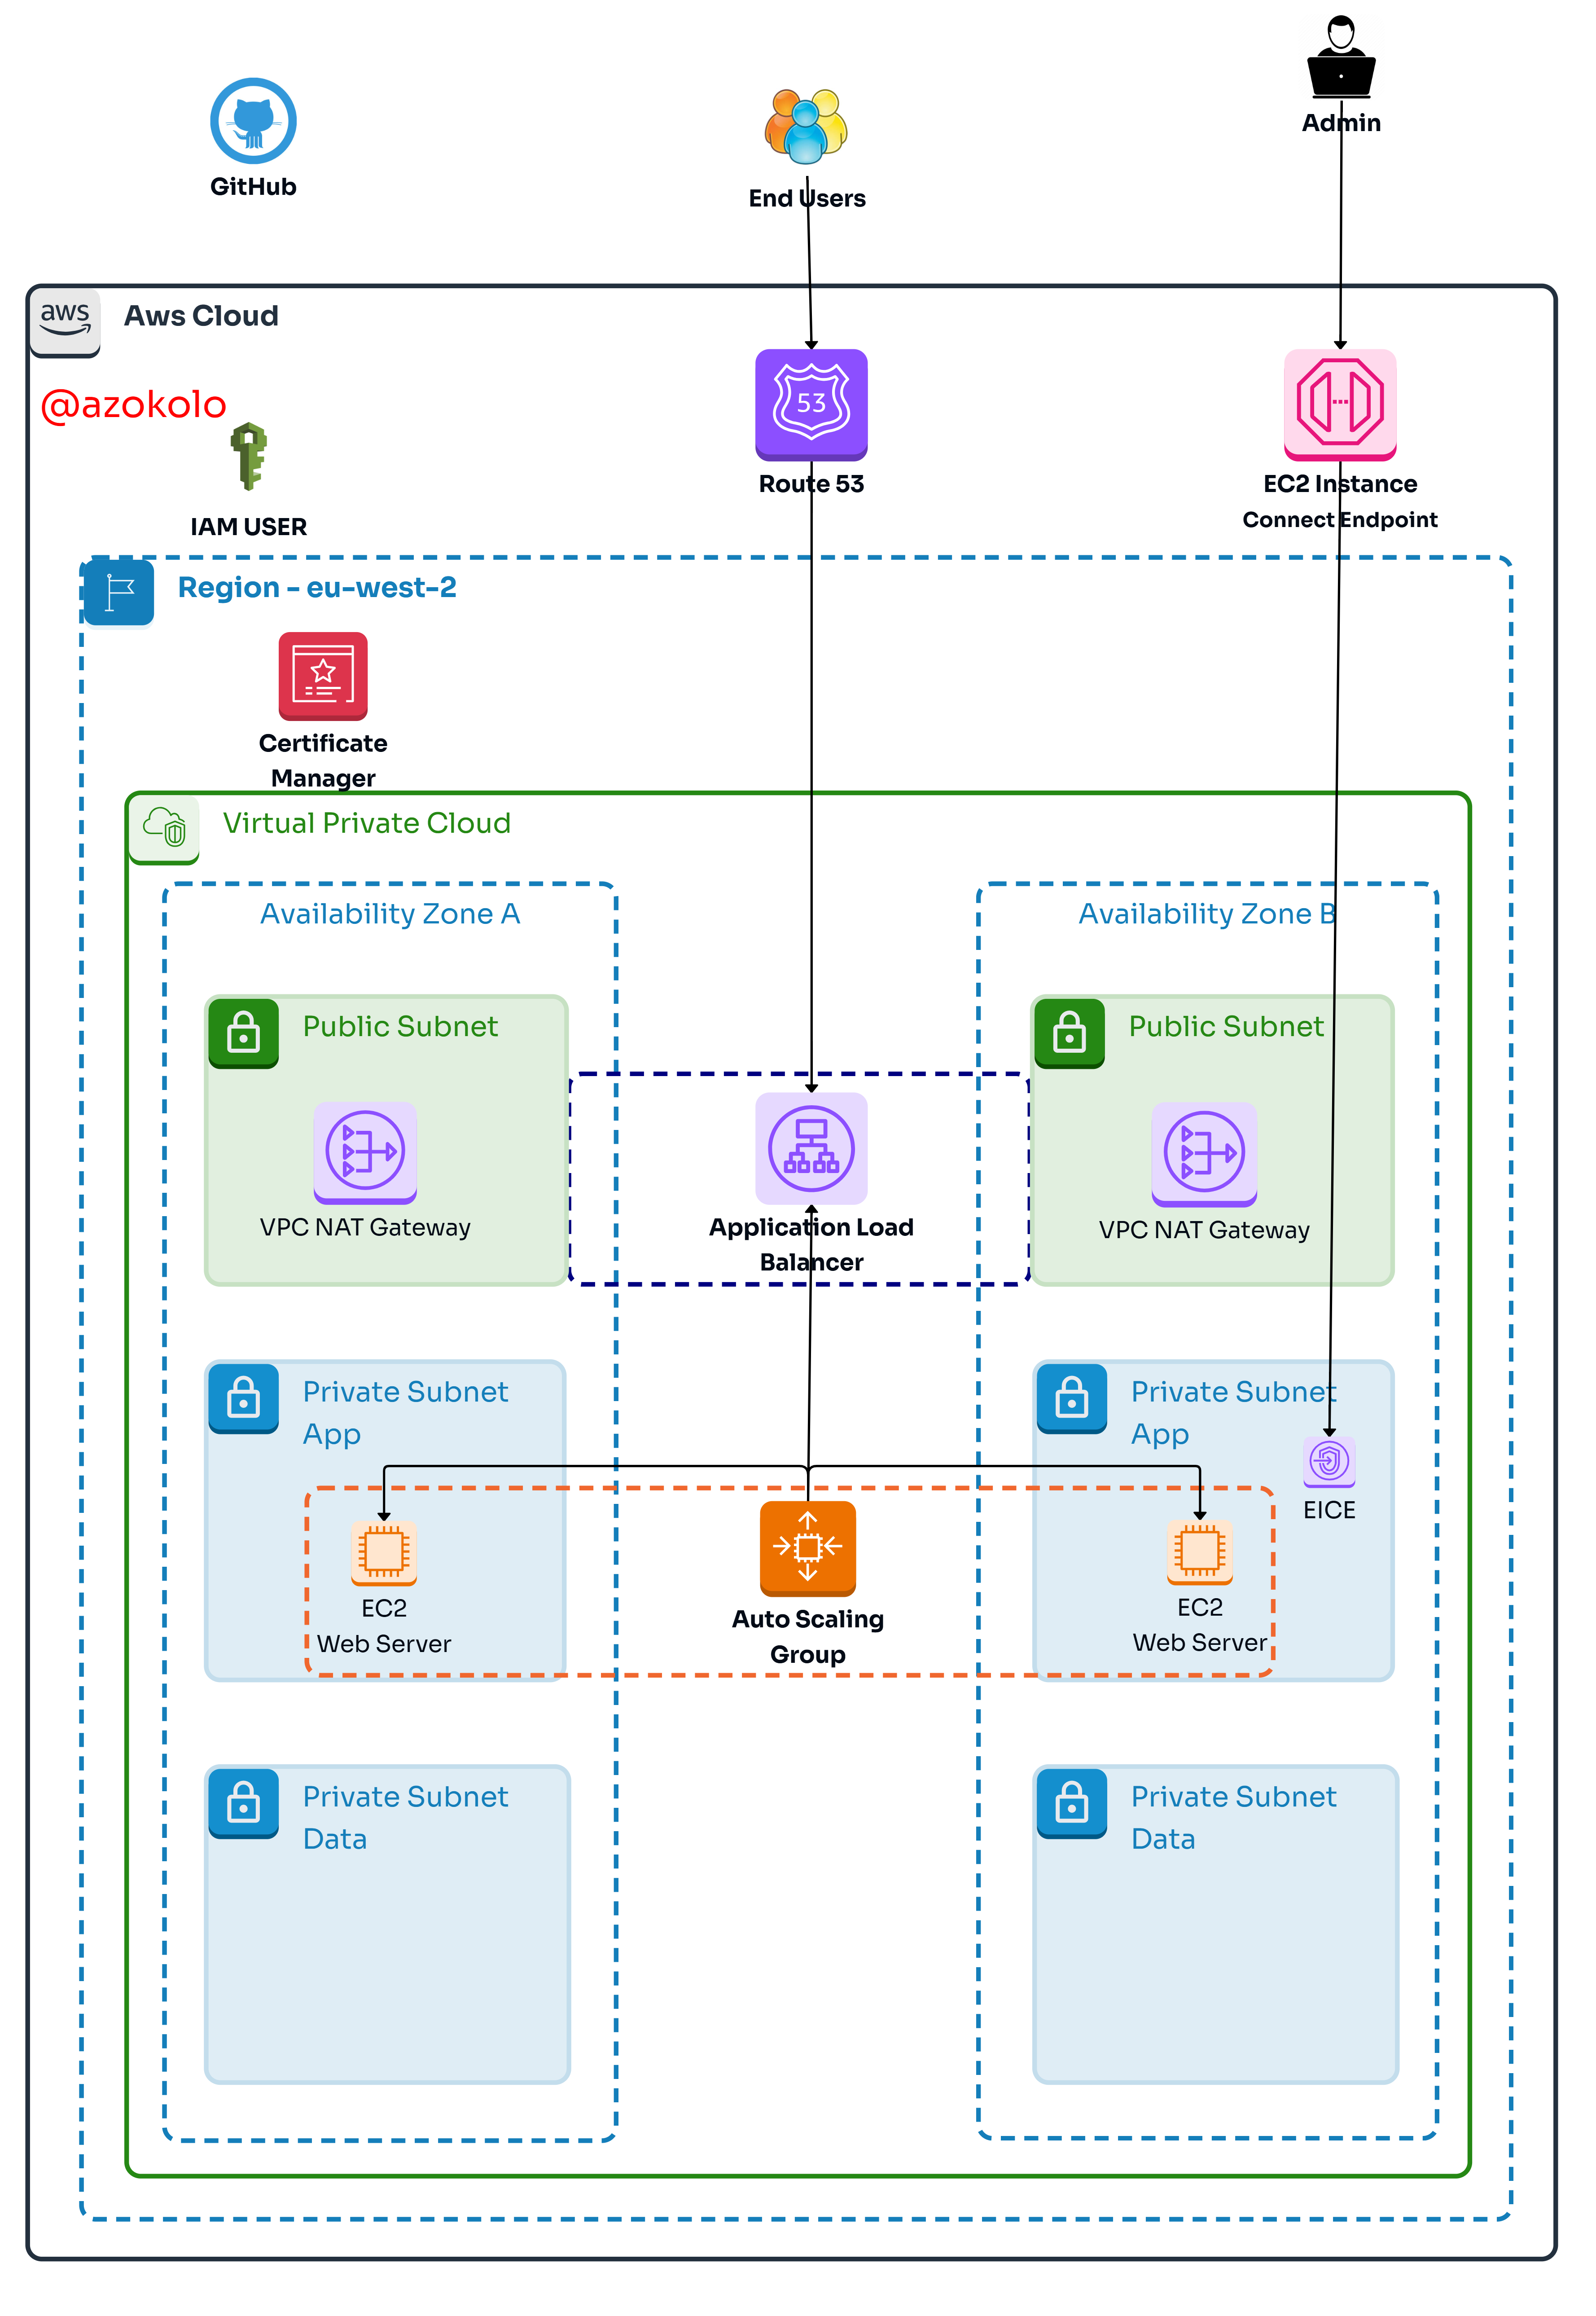 Admin
GitHub
End Users
aws
Aws Cloud
@azokolo
53
Route 53
EC2 Instance
Connect Endpoint
IAM USER
Region - eu-west-2
Certificate
Manager
Virtual Private Cloud
Availability Zone A
Availability Zone B
Public Subnet
Public Subnet
VPC NAT Gateway
Application Load
Balancer
VPC NAT Gateway
Private Subnet
App
Private Subnet
App
EICE
EC2
Web Server
Auto Scaling
Group
EC2
Web Server
Private Subnet
Data
Private Subnet
Data